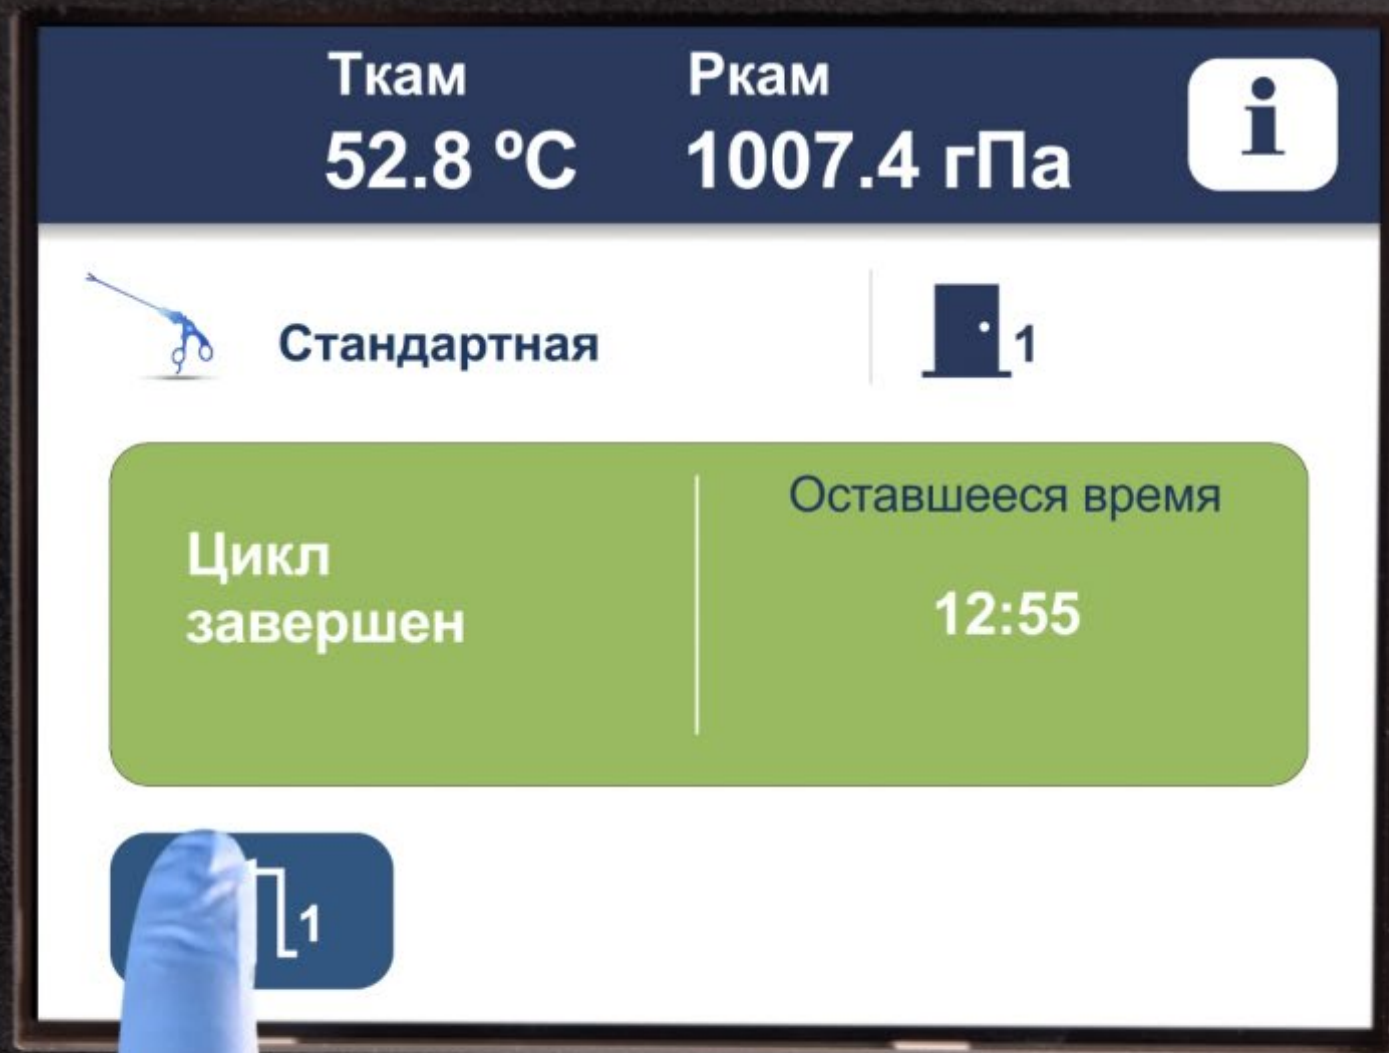 Ткам
Ркам
52.8 ºC
1007.4 гПа
i
Стандартная
1
Цикл
завершен
Оставшееся время
12:55
1